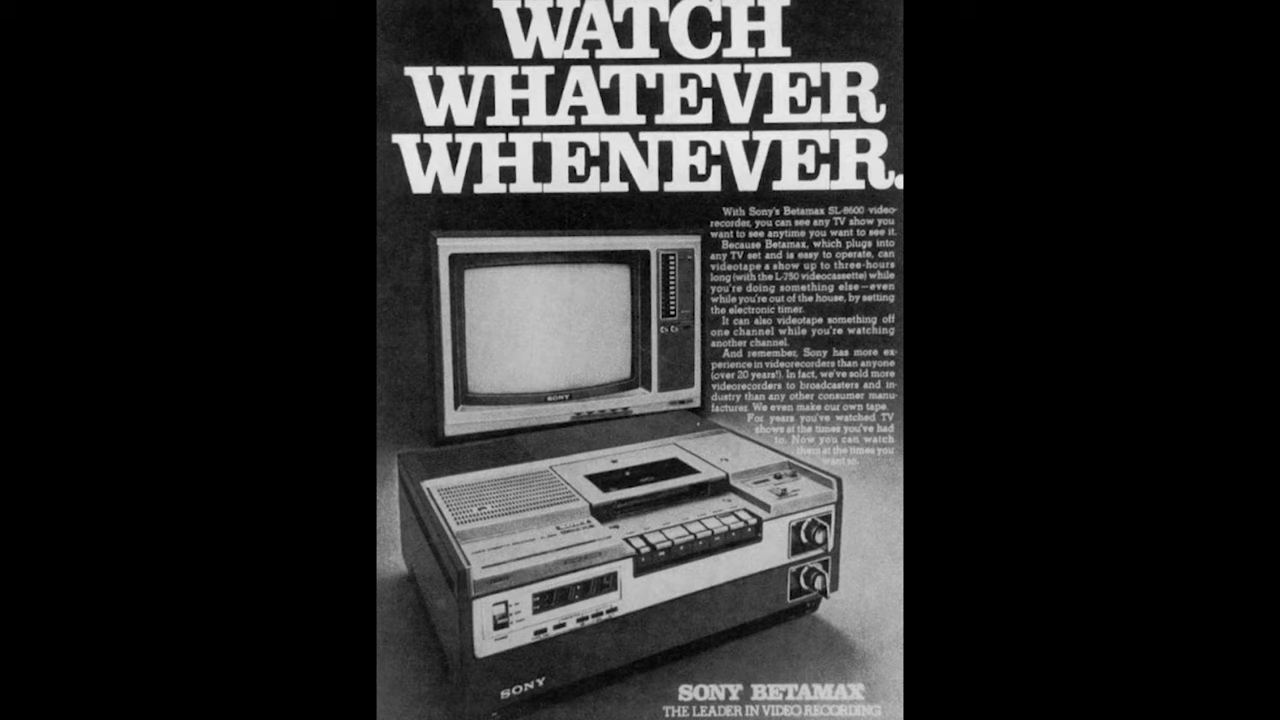 WATCH
WHATEVER
WHENEVER.
With Sony's Betamax SL-8600 video-
recorder, you can see any TV show you
want to see anytime you want to see it.
Because Betamax, which plugs into
any TV set and is easy to operate, can
videotape a show up to three-hours
long (with the L-750 videocassette) while
you're doing something else—even
while you're out of the house, by setting
the electronic timer.
It can also videotape something off
one channel while you're watching
another channel.
And remember, Sony has more ex-
perience in videorecorders than anyone
(over 20 years!). In fact, we've sold more
videorecorders to broadcasters and in-
dustry than any other consumer manu-
facturer. We even make our own tape.
For years you've watched TV
shows at the times you've had
to. Now you can watch
them at the times you
want to.
SONY
SONY
SONY BETAMAX
THE LEADER IN VIDEO RECORDING